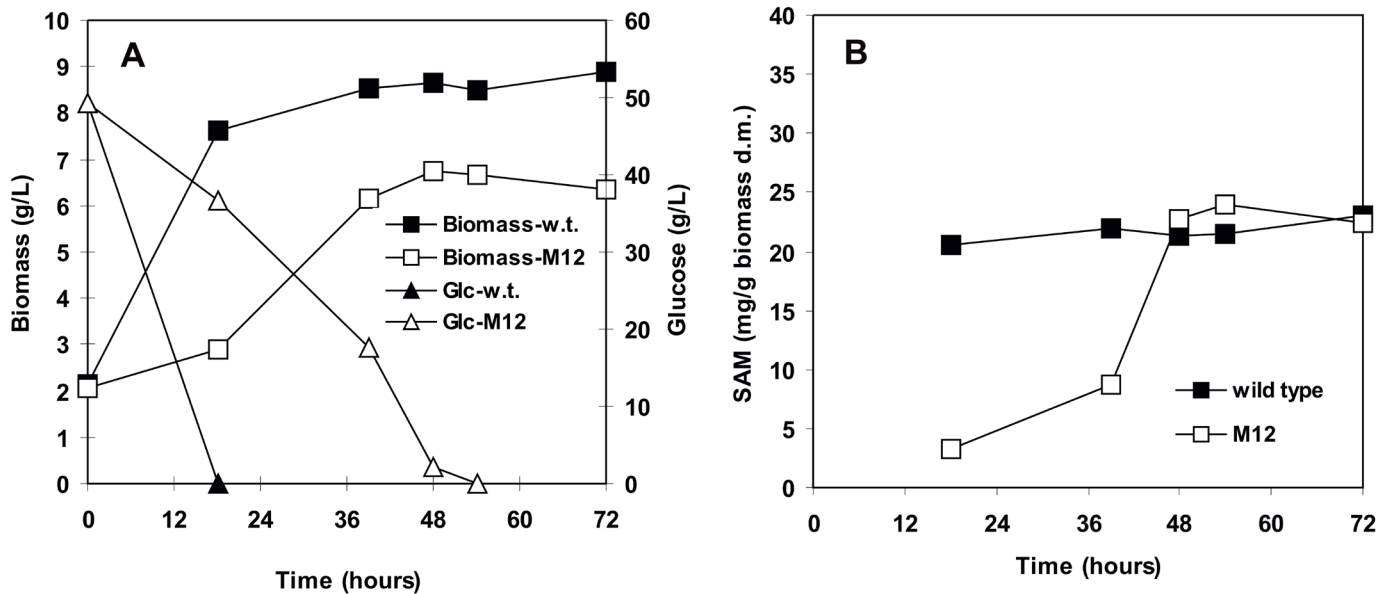 A
Biomass (g/L)
10
9
8
7
6
5
4
3
2
1
0
60
50
40
30
20
10
0
Glucose (g/L)
Biomass-w.t.
Biomass-M12
Glc-w.t.
Glc-M12
0 12 24 36 48 60 72
Time (hours)
B
SAM (mg/g biomass d.m.)
40
35
30
25
20
15
10
5
0
wild type
M12
0 12 24 36 48 60 72
Time (hours)